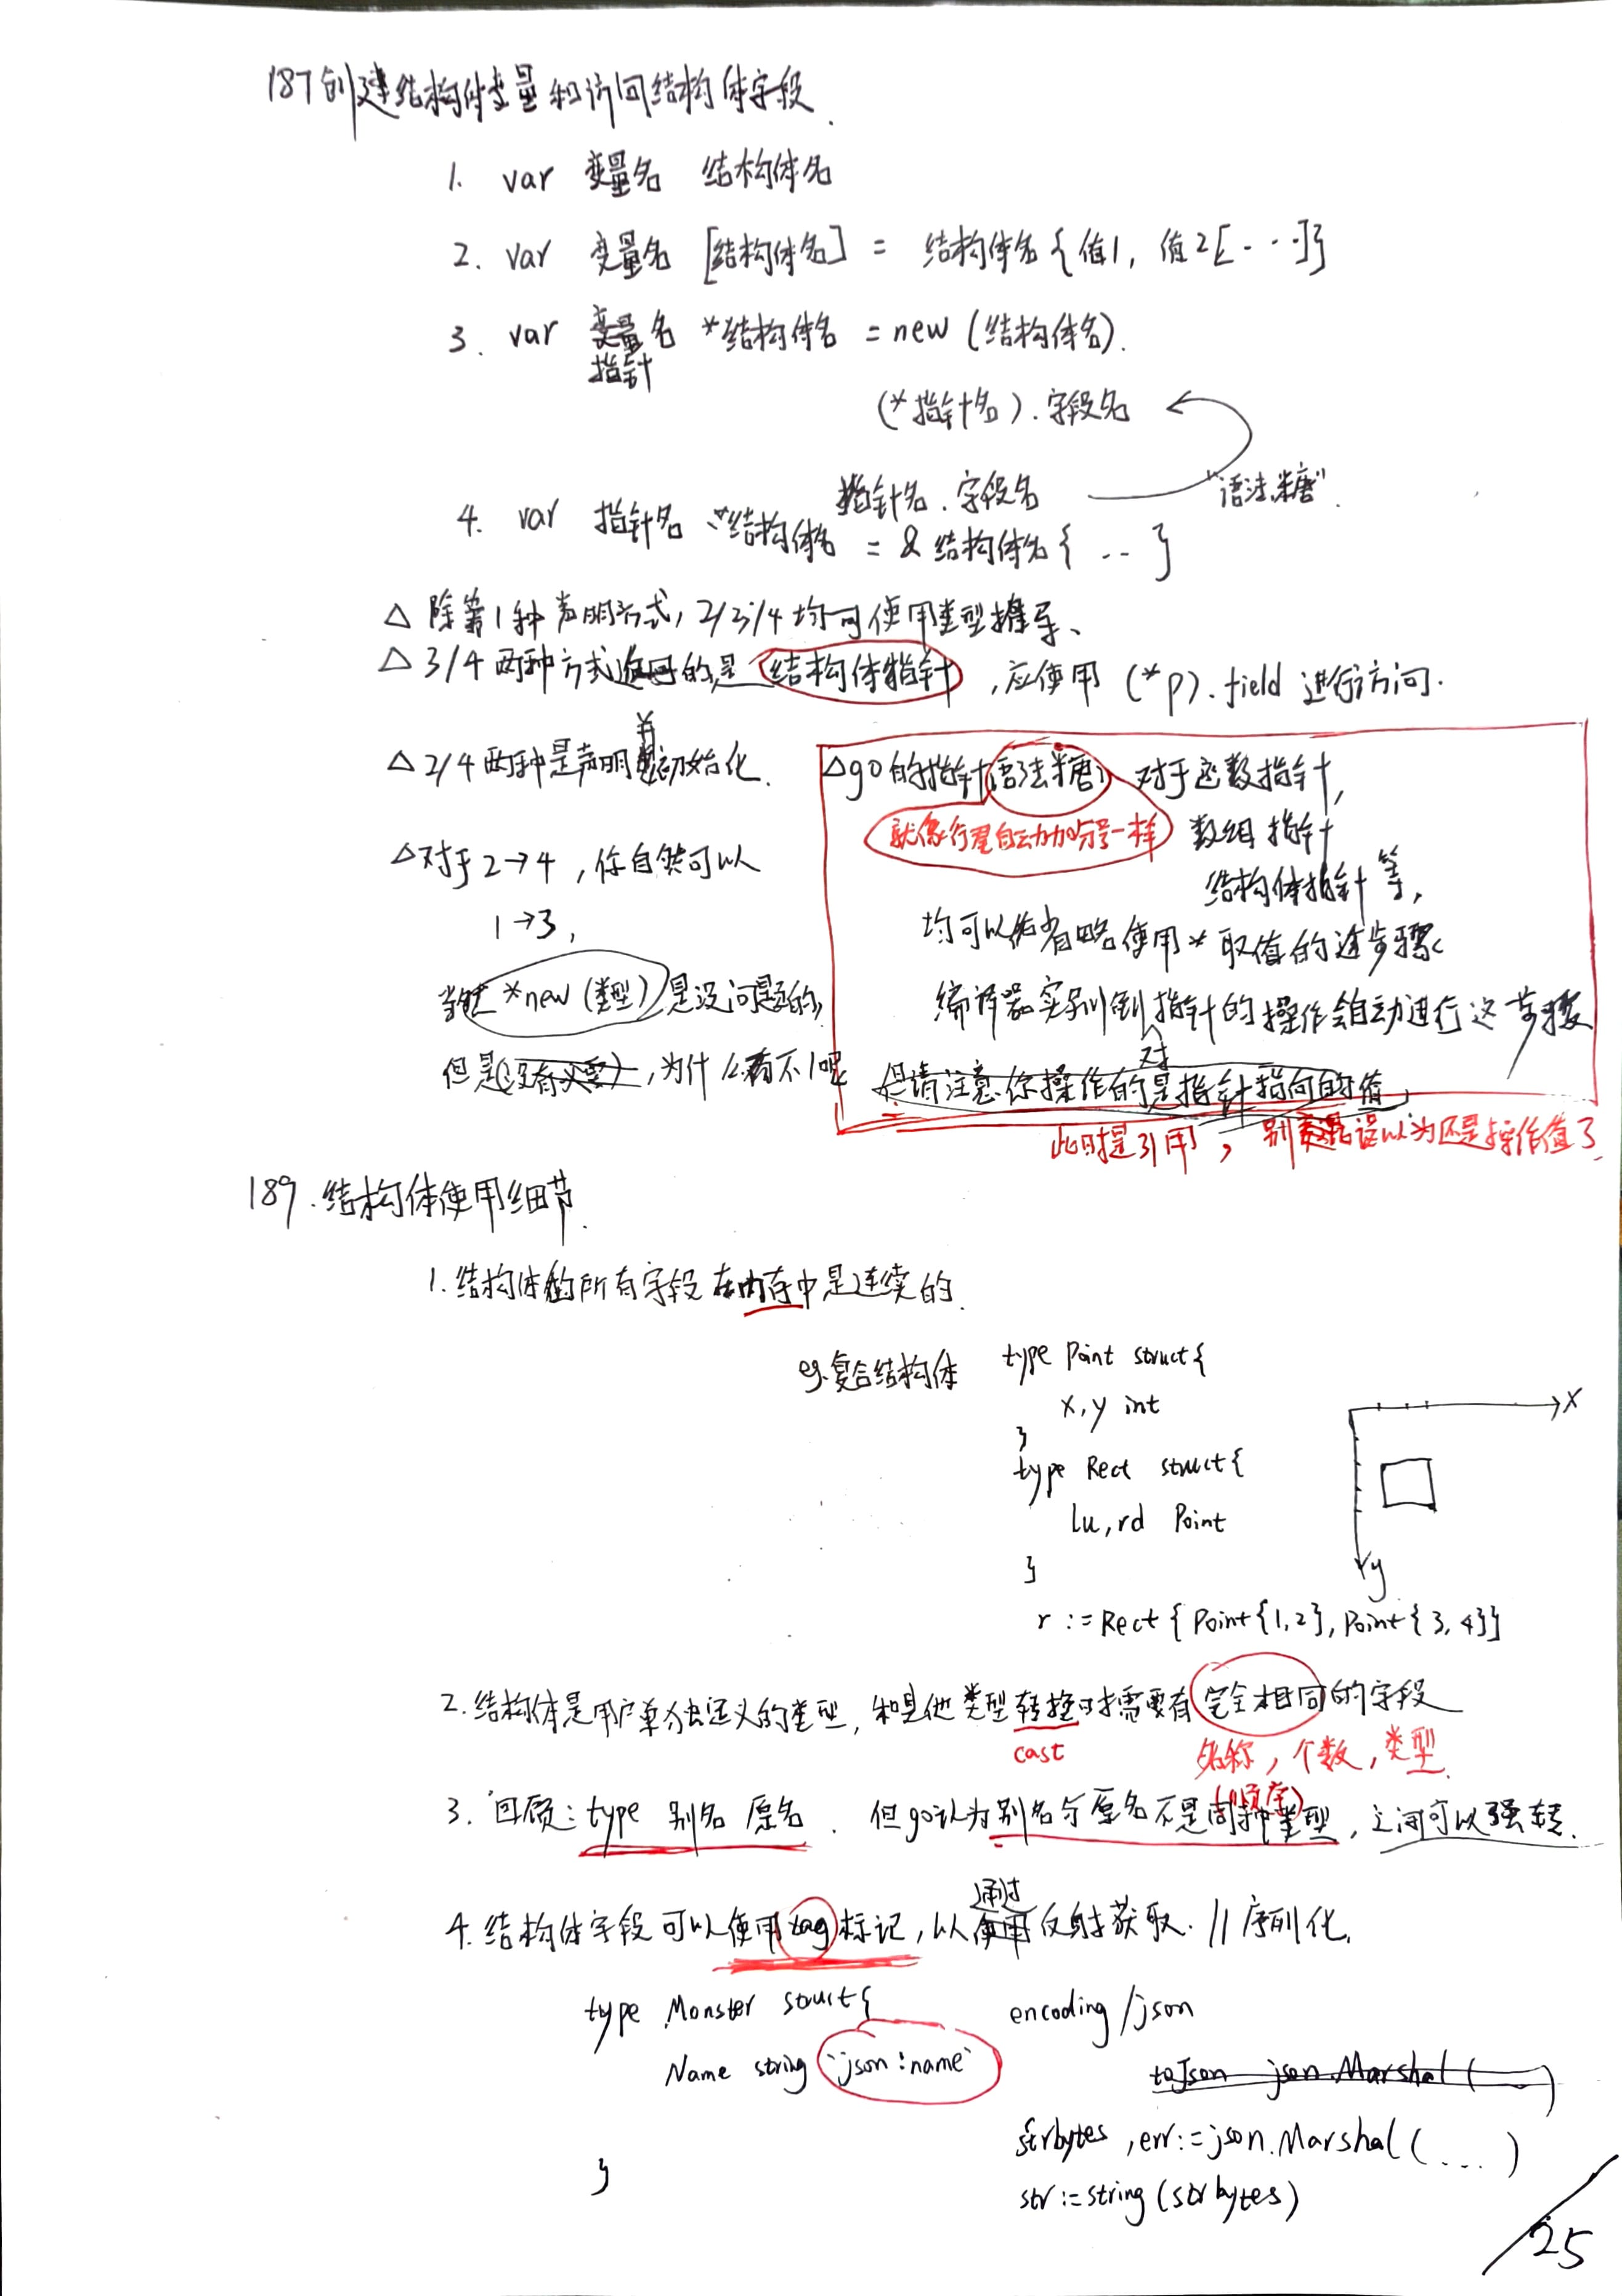 187 创建结构体变量和访问结构体字段.
1. var 变量名 结构体名
2. var 变量名 [结构体名] = 结构体名{值1, 值2[...]}
3. var 变量名 *结构体名 = new (结构体名).
指针
(*指针名).字段名
指针名.字段名 "语法糖".
4. var 指针名 *结构体名 = & 结构体名{ .. }
△ 除第1种声明方式, 2/3/4均可使用类型推导、
△ 3/4 两种方式返回的是结构体指针, 应使用 (*p).field 进行访问.
△ 2/4 两种是声明并初始化.
△对于2→4, 你自然可以
1→3,
*new (类型) 是没问题的,
但是(没有必要), 为什么不1呢
△go的指针语法糖, 对于函数指针,
就像行尾自动加分号一样 数组指针
结构体指针等,
均可以省略使用*取值的这步骤
编译器识别到对指针的操作会自动进行这步骤
但请注意你操作的是指针指向的值
此时是引用, 别误以为还是操作值了
189.结构体使用细节.
1.结构体的所有字段在内存中是连续的.
eg.复合结构体 type Point struct{
x,y int
}
type Rect struct{
lu,rd Point
}
X
y
r := Rect { Point{1,2}, Point{3,4}}
2.结构体是用户单独定义的类型, 和其他类型转换时需要有完全相同的字段
cast 名称, 个数, 类型.
(顺序)
3. 回顾: type 别名 原名. 但go认为别名与原名不是同种类型, 之间可以强转.
4.结构体字段可以使用tag标记, 以通过反射获取. // 序列化.
type Monster struct{ encoding/json
Name string `json:name` toJson json.Marshal( )
strbytes , err:=json.Marshal(...)
}
str:=string(strbytes)
25